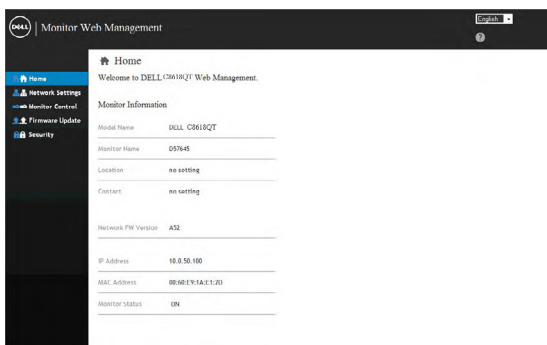 DELL | Monitor Web Management
English
?
Home
Network Settings
Monitor Control
Firmware Update
Security
Home
Welcome to DELL C8618QT Web Management.
Monitor Information
Model Name DELL C8618QT
Monitor Name D57645
Location no setting
Contact no setting
Network FW Version A52
IP Address 10.0.50.100
MAC Address 00:60:E9:1A:E1:7D
Monitor Status ON